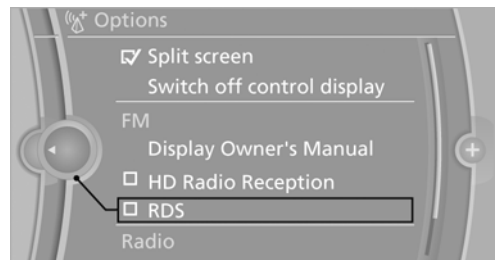 Options
Split screen
Switch off control display
FM
Display Owner's Manual
HD Radio Reception
RDS
Radio